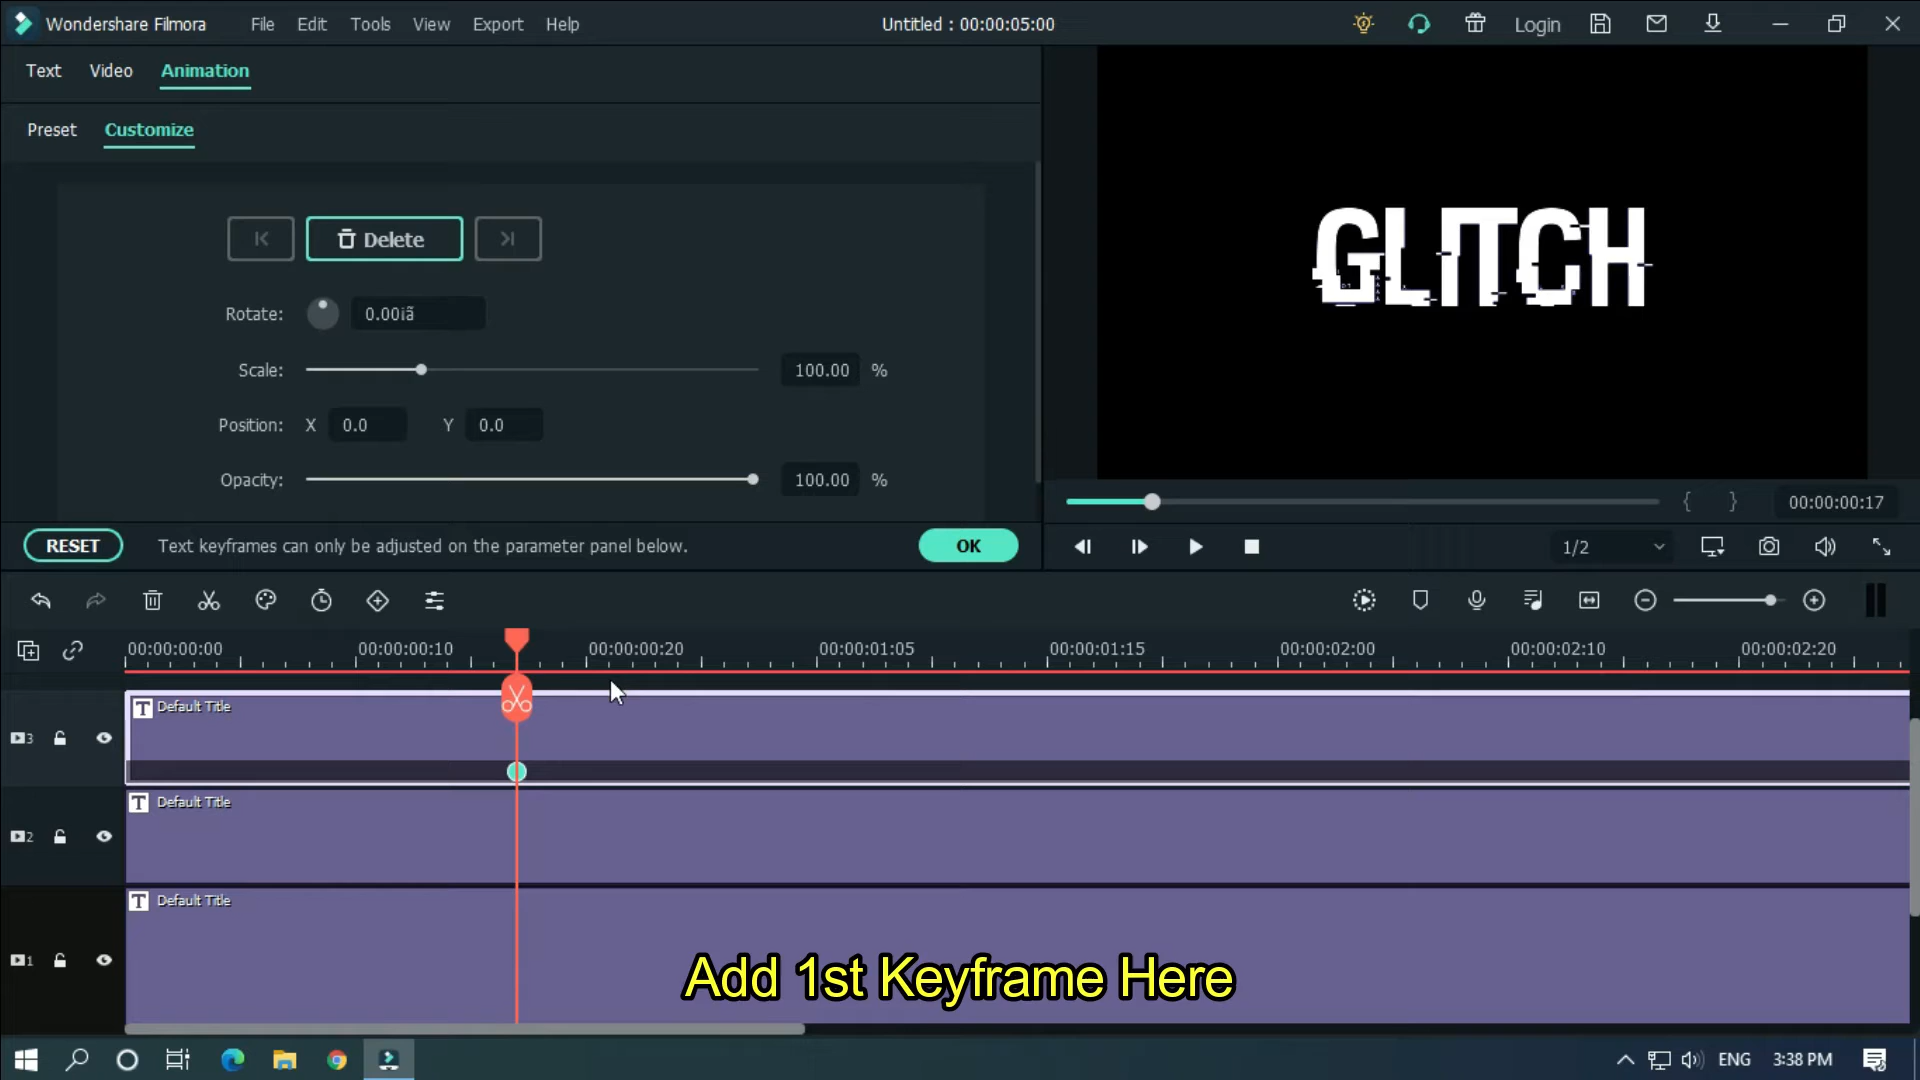 Wondershare Filmora File Edit Tools View Export Help Untitled : 00:00:05:00 Login
Text Video Animation
Preset Customize
Delete
Rotate: 0.00iã
Scale: 100.00 %
Position: X 0.0 Y 0.0
Opacity: 100.00 %
RESET Text keyframes can only be adjusted on the parameter panel below. OK
GLITCH
{ } 00:00:00:17
1/2
00:00:00:00 00:00:00:10 00:00:00:20 00:00:01:05 00:00:01:15 00:00:02:00 00:00:02:10 00:00:02:20
T Default Title
3
T Default Title
2
T Default Title
1
Add 1st Keyframe Here
ENG 3:38 PM